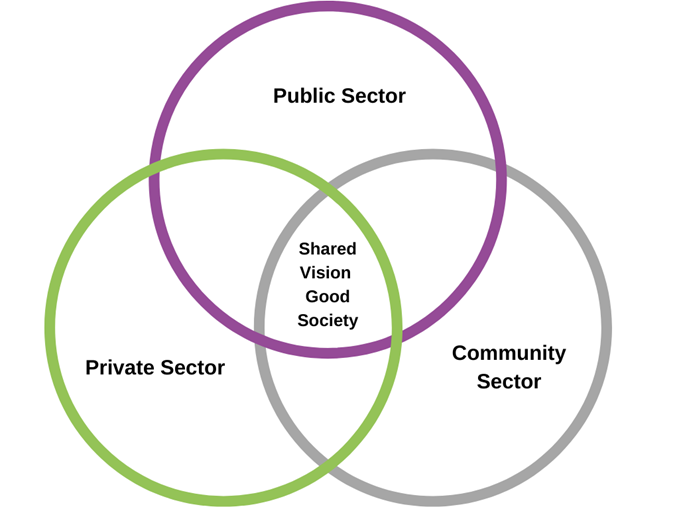 Public Sector
Shared
Vision
Good
Society
Private Sector
Community
Sector